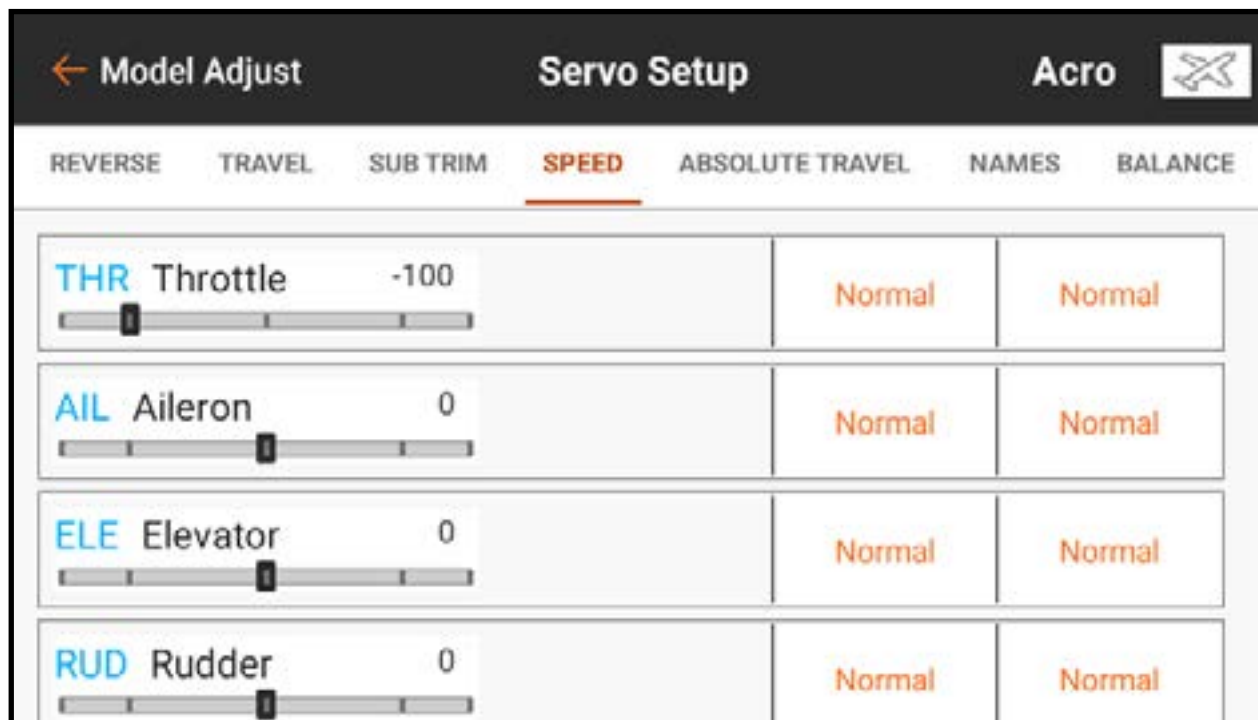 ← Model Adjust Servo Setup Acro
REVERSE TRAVEL SUB TRIM SPEED ABSOLUTE TRAVEL NAMES BALANCE
THR Throttle -100 Normal Normal
AIL Aileron 0 Normal Normal
ELE Elevator 0 Normal Normal
RUD Rudder 0 Normal Normal